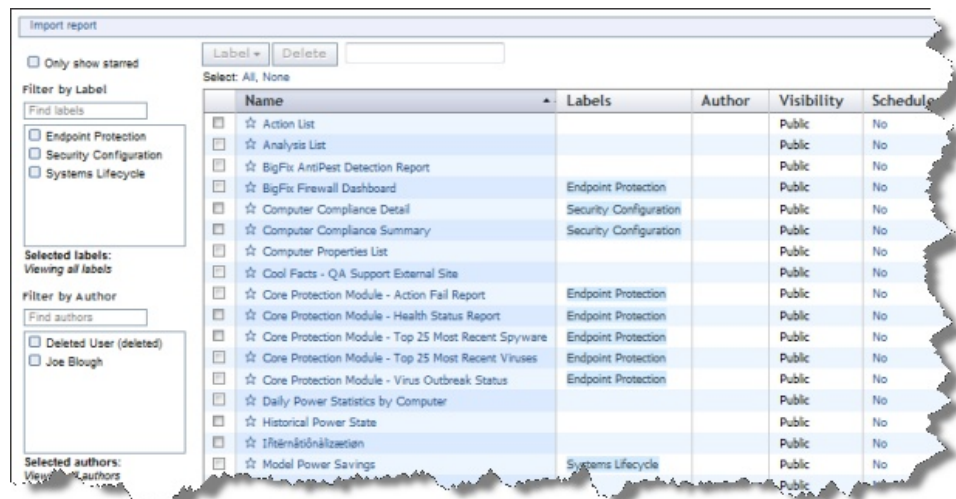 Import report
Only show starred
Filter by Label
Find labels
Endpoint Protection
Security Configuration
Systems Lifecycle
Selected labels:
Viewing all labels
Filter by Author
Find authors
Deleted User (deleted)
Joe Blough
Selected authors:
Label Delete
Select: All, None
Name Labels Author Visibility Schedule
Action List Public No
Analysis List Public No
BigFix AntiPest Detection Report Public No
BigFix Firewall Dashboard Endpoint Protection Public No
Computer Compliance Detail Security Configuration Public No
Computer Compliance Summary Security Configuration Public No
Computer Properties List Public No
Cool Facts - QA Support External Site Public No
Core Protection Module - Action Fail Report Endpoint Protection Public No
Core Protection Module - Health Status Report Endpoint Protection Public No
Core Protection Module - Top 25 Most Recent Spyware Endpoint Protection Public No
Core Protection Module - Top 25 Most Recent Viruses Endpoint Protection Public No
Core Protection Module - Virus Outbreak Status Endpoint Protection Public No
Daily Power Statistics by Computer Public No
Historical Power State Public No
Public No
Model Power Savings Systems Lifecycle Public No
Public No